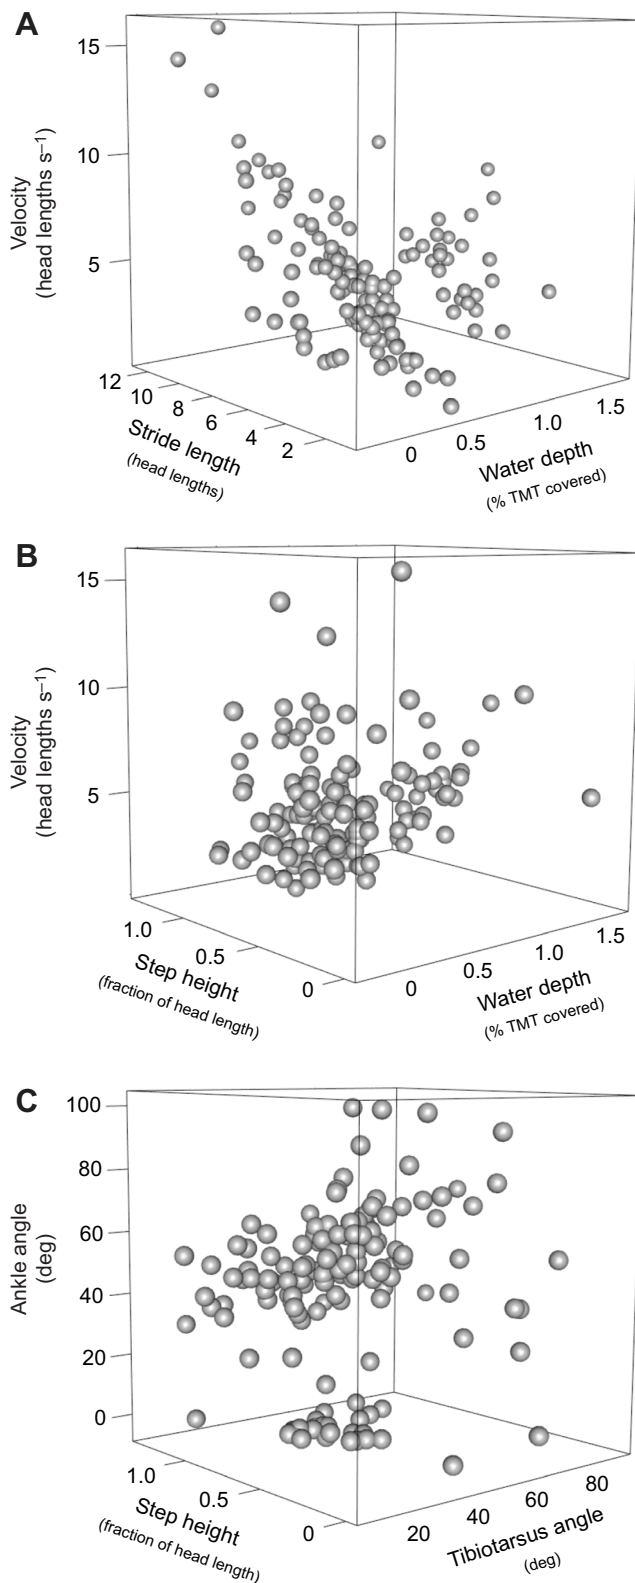 A
15
10
5
Velocity
(head lengths s–1)
12
10
8
6
4
2
Stride length
(head lengths)
0
0.5
1.0
1.5
Water depth
(% TMT covered)
B
15
10
5
Velocity
(head lengths s–1)
1.0
0.5
0
Step height
(fraction of head length)
0
0.5
1.0
1.5
Water depth
(% TMT covered)
C
100
80
60
40
20
0
Ankle angle
(deg)
1.0
0.5
0
Step height
(fraction of head length)
20
40
60
80
Tibiotarsus angle
(deg)